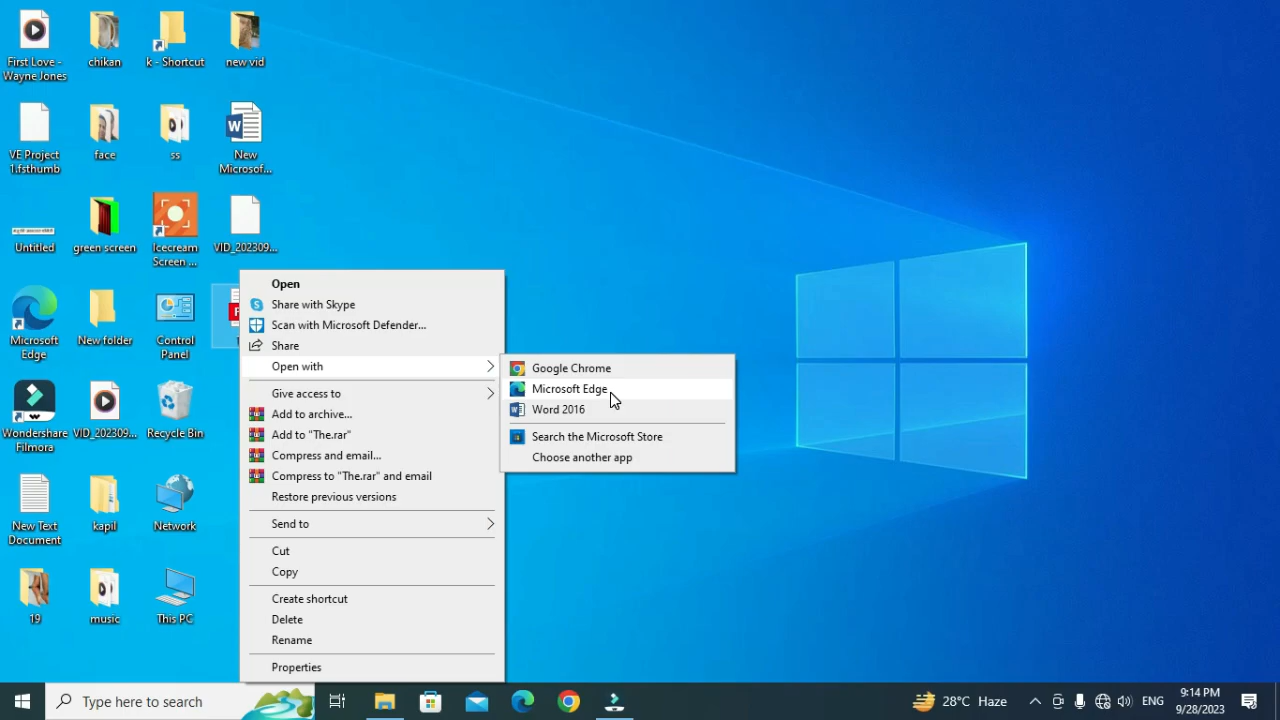 First Love -
Wayne Jones
chikan
k - Shortcut
new vid
VE Project
1.fsthumb
face
ss
New
Microsof...
Untitled
green screen
Icecream
Screen ...
VID_202309...
Microsoft
Edge
New folder
Control
Panel
Wondershare
Filmora
VID_202309...
Recycle Bin
New Text
Document
kapil
Network
19
music
This PC
Open
Share with Skype
Scan with Microsoft Defender...
Share
Open with
Give access to
Add to archive...
Add to "The.rar"
Compress and email...
Compress to "The.rar" and email
Restore previous versions
Send to
Cut
Copy
Create shortcut
Delete
Rename
Properties
Google Chrome
Microsoft Edge
Word 2016
Search the Microsoft Store
Choose another app
Type here to search
28°C Haze
ENG
9:14 PM
9/28/2023